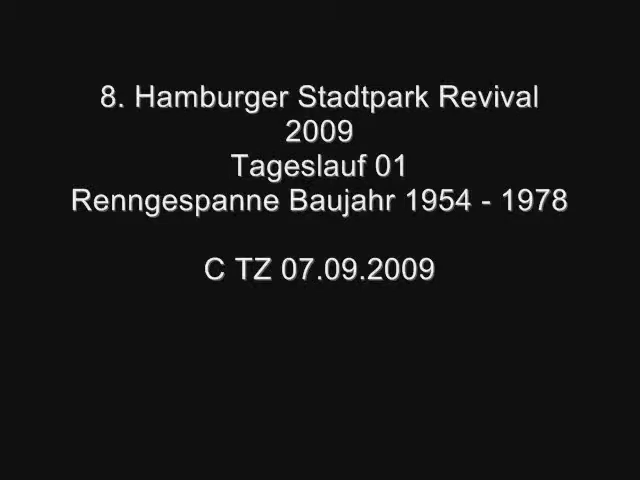 8. Hamburger Stadtpark Revival
2009
Tageslauf 01
Renngespanne Baujahr 1954 - 1978
C TZ 07.09.2009